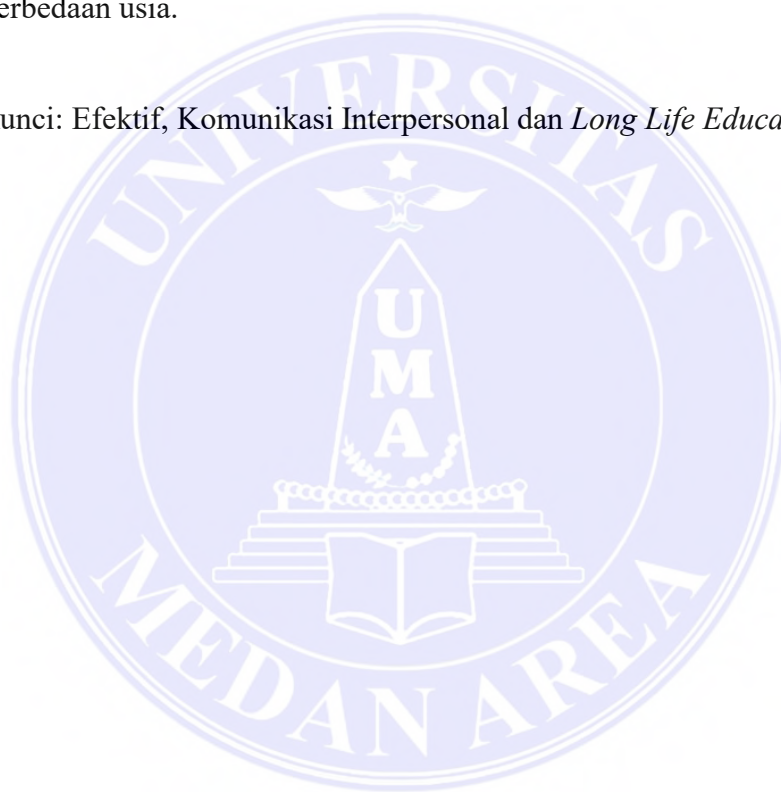 erbedaan usia.
unci: Efektif, Komunikasi Interpersonal dan Long Life Educa
UNIVERSITAS
U
M
A
MEDAN AREA